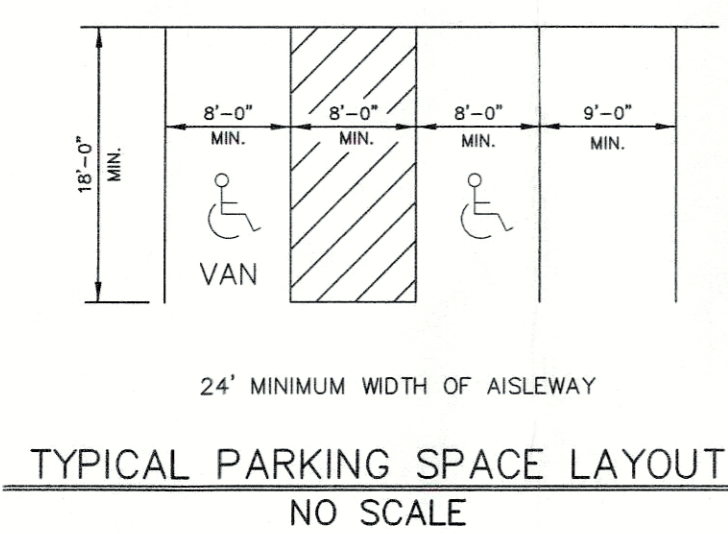 8'-0" 8'-0" 8'-0" 9'-0"
MIN. MIN. MIN. MIN.
18'-0"
MIN.
VAN
24' MINIMUM WIDTH OF AISLEWAY
TYPICAL PARKING SPACE LAYOUT
NO SCALE